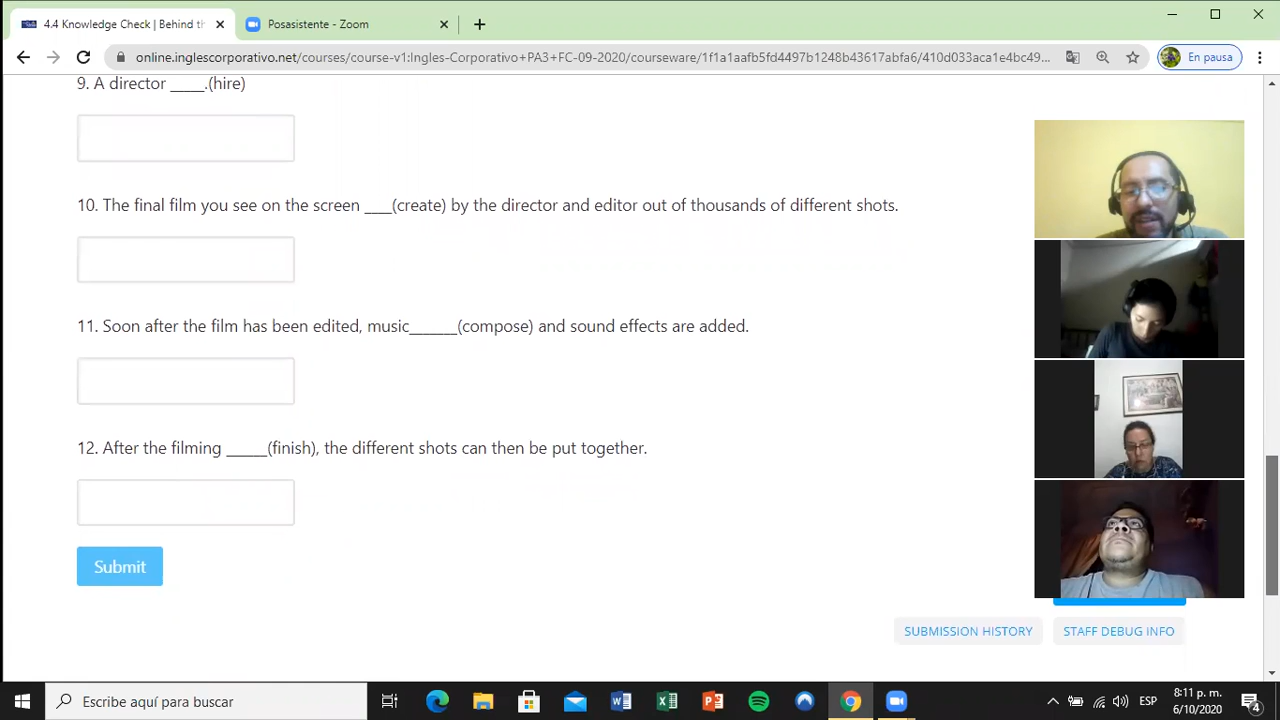 4.4 Knowledge Check | Behind th
Posasistente - Zoom
online.inglescorporativo.net/courses/course-v1:Ingles-Corporativo+PA3+FC-09-2020/courseware/1f1a1aafb5fd4497b1248b43617abfa6/410d033aca1e4bc49...
En pausa
9. A director ____.(hire)
10. The final film you see on the screen ___(create) by the director and editor out of thousands of different shots.
11. Soon after the film has been edited, music______(compose) and sound effects are added.
12. After the filming _____(finish), the different shots can then be put together.
Submit
SUBMISSION HISTORY
STAFF DEBUG INFO
Escribe aquí para buscar
ESP
8:11 p. m.
6/10/2020
4